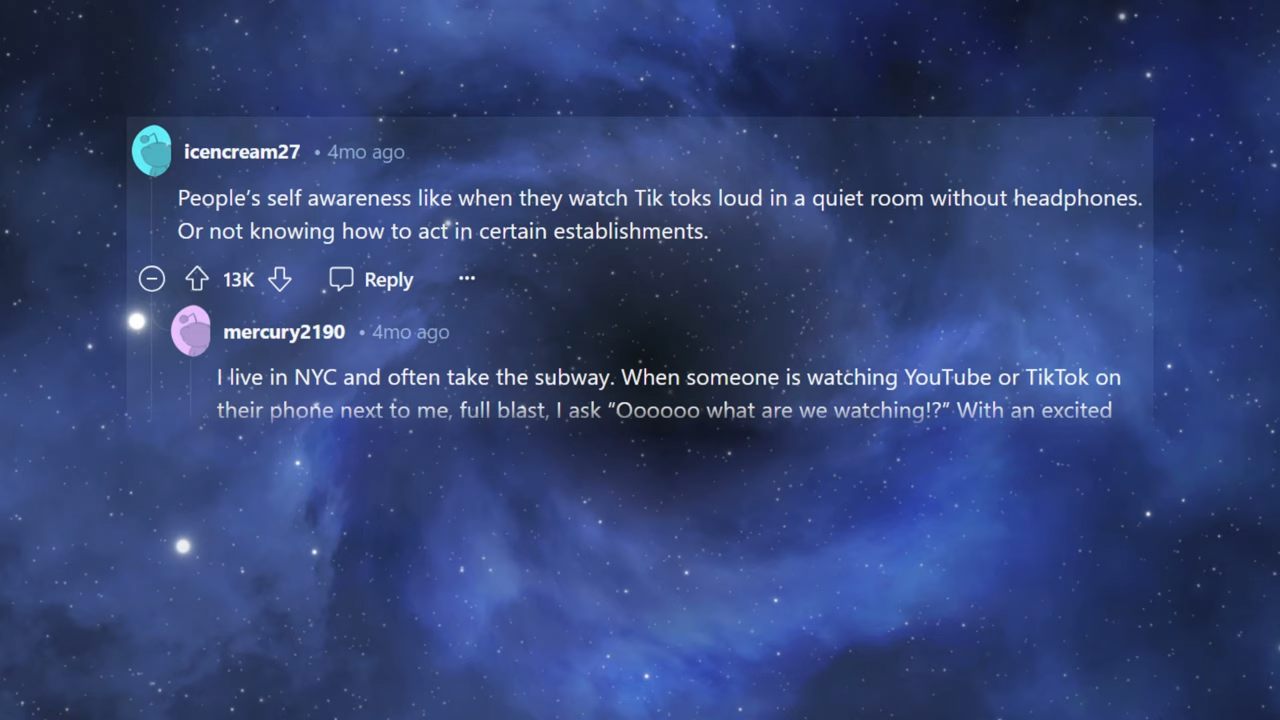 icencream27 • 4mo ago
People’s self awareness like when they watch Tik toks loud in a quiet room without headphones.
Or not knowing how to act in certain establishments.
13K Reply ...
mercury2190 • 4mo ago
I live in NYC and often take the subway. When someone is watching YouTube or TikTok on
their phone next to me, full blast, I ask “Oooooo what are we watching!?” With an excited